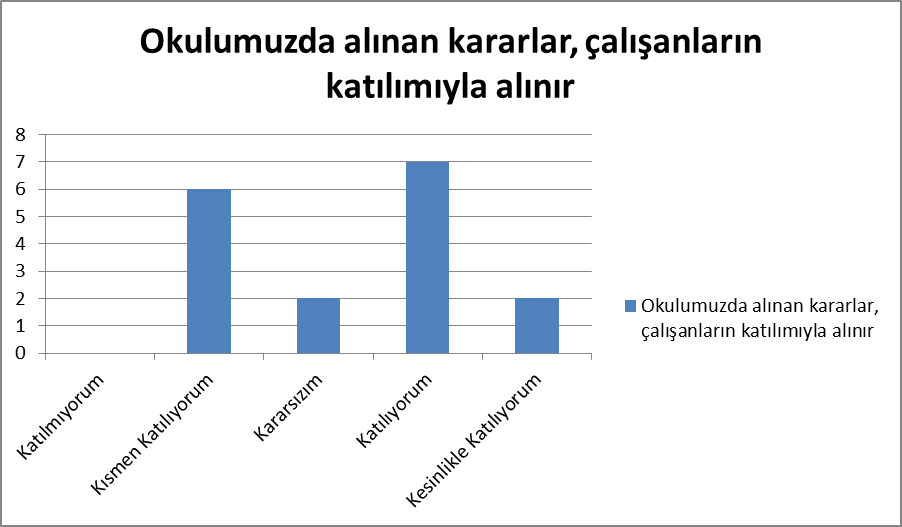 Okulumuzda alınan kararlar, çalışanların
katılımıyla alınır
8
7
6
5
4
3
2
1
0
Katılmıyorum
Kısmen Katılıyorum
Kararsızım
Katılıyorum
Kesinlikle Katılıyorum
Okulumuzda alınan kararlar,
çalışanların katılımıyla alınır